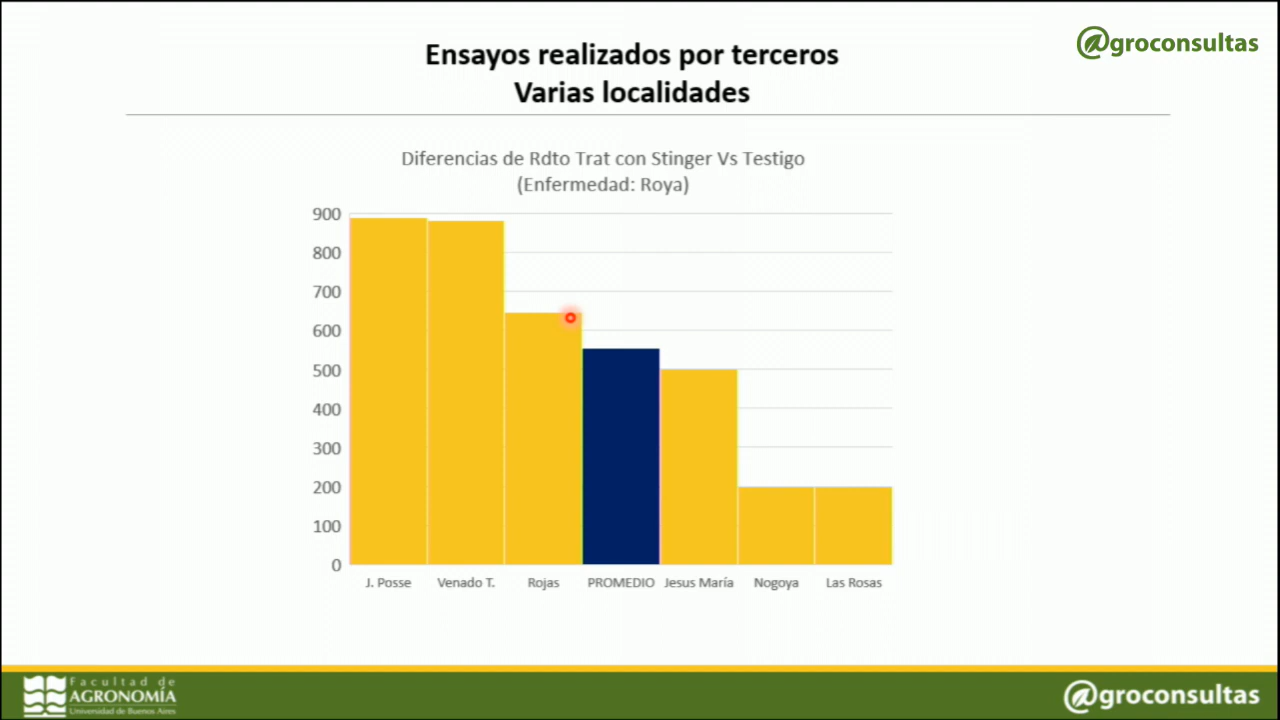 @groconsultas
Ensayos realizados por terceros
Varias localidades
Diferencias de Rdto Trat con Stinger Vs Testigo
(Enfermedad: Roya)
900
800
700
600
500
400
300
200
100
0
J. Posse Venado T. Rojas PROMEDIO Jesus María Nogoya Las Rosas
Facultad de
AGRONOMÍA
Universidad de Buenos Aires
@groconsultas